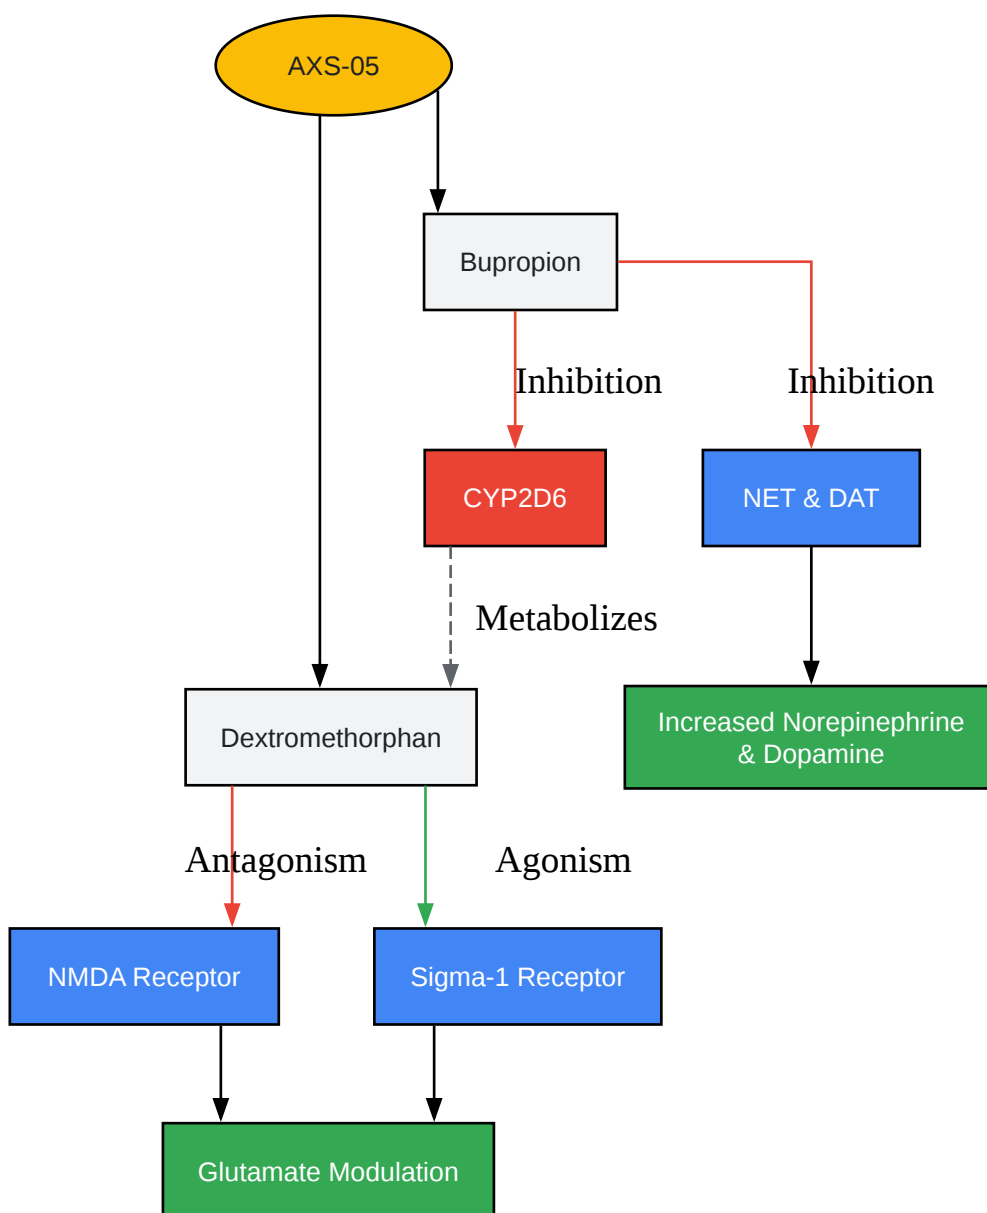 AXS-05
Bupropion
Inhibition
Inhibition
CYP2D6
NET & DAT
Metabolizes
Dextromethorphan
Increased Norepinephrine
& Dopamine
Antagonism
Agonism
NMDA Receptor
Sigma-1 Receptor
Glutamate Modulation